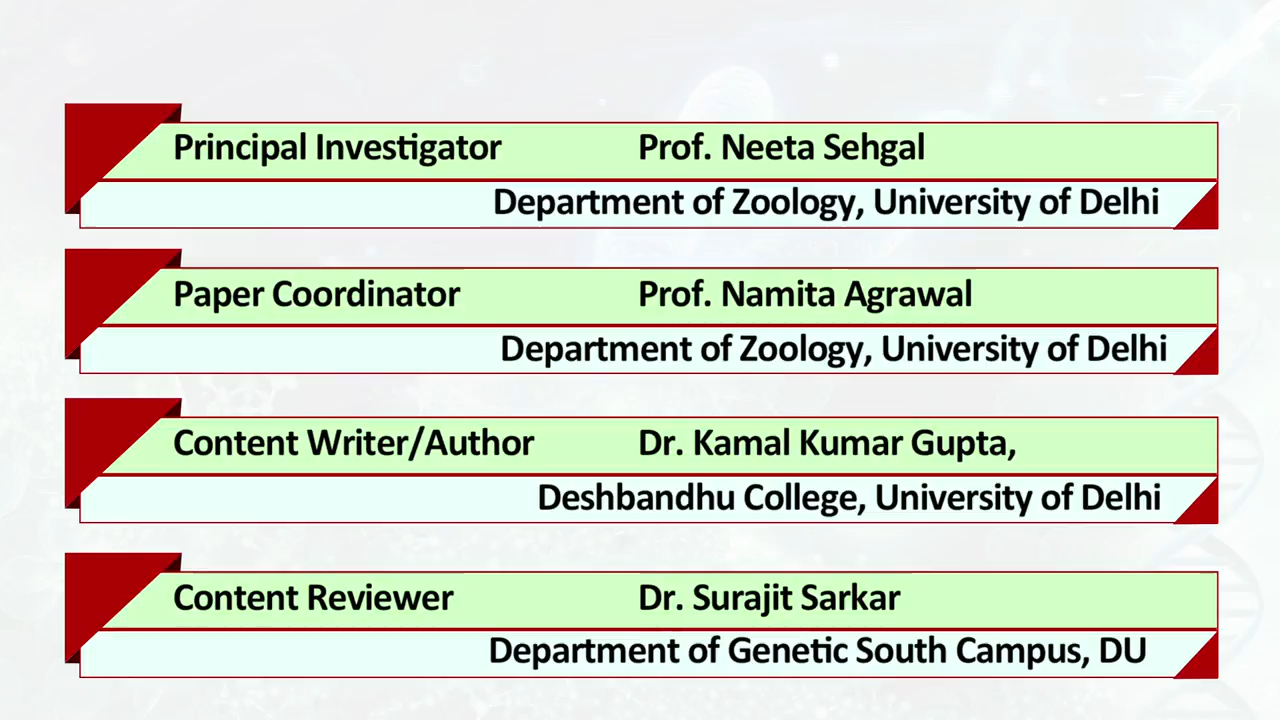 Principal Investigator Prof. Neeta Sehgal
Department of Zoology, University of Delhi
Paper Coordinator Prof. Namita Agrawal
Department of Zoology, University of Delhi
Content Writer/Author Dr. Kamal Kumar Gupta,
Deshbandhu College, University of Delhi
Content Reviewer Dr. Surajit Sarkar
Department of Genetic South Campus, DU